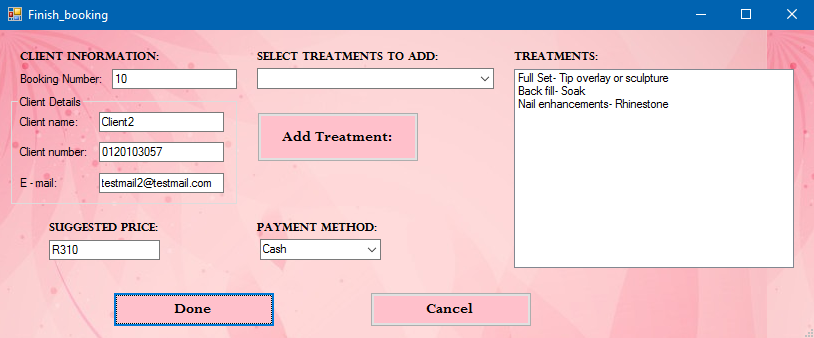 Finish_booking
CLIENT INFORMATION:
Booking Number: 10
Client Details
Client name: Client2
Client number: 0120103057
E - mail: testmail2@testmail.com
SUGGESTED PRICE:
R310
SELECT TREATMENTS TO ADD:
Add Treatment:
PAYMENT METHOD:
Cash
TREATMENTS:
Full Set- Tip overlay or sculpture
Back fill- Soak
Nail enhancements- Rhinestone
Done
Cancel